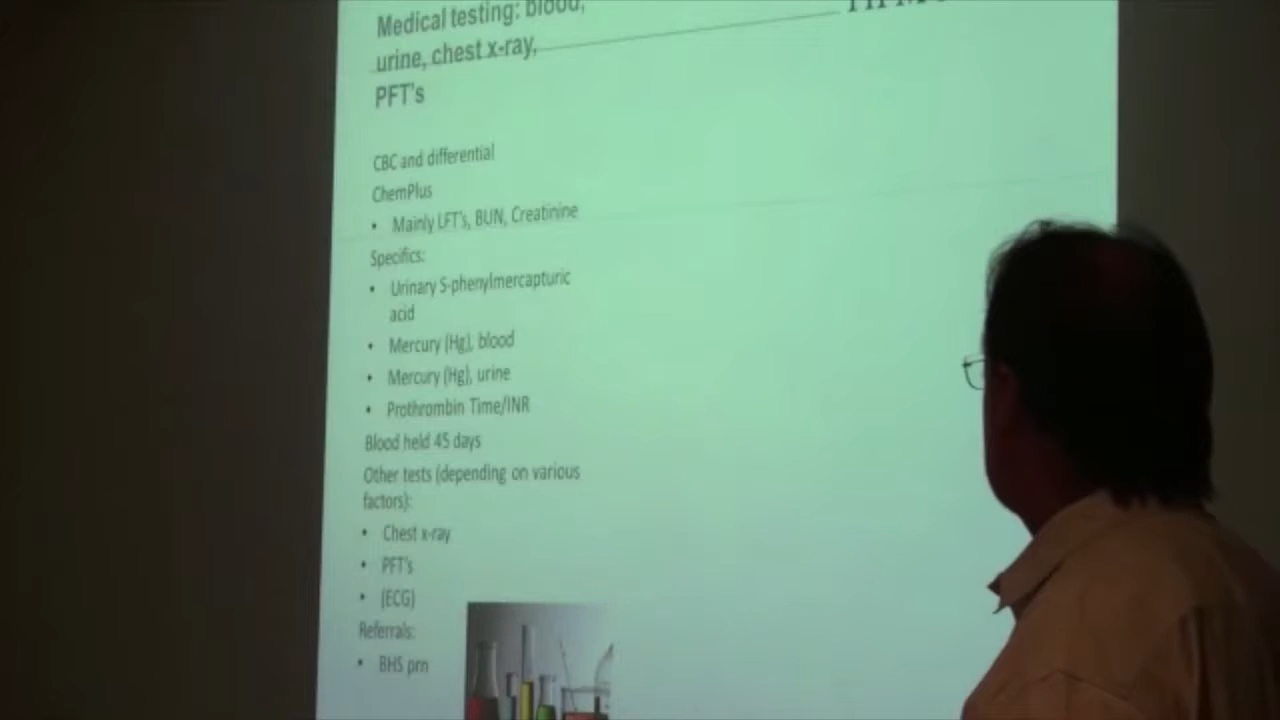 Medical testing: blood,
urine, chest x-ray,
PFT's
CBC and differential
ChemPlus
• Mainly LFT's, BUN, Creatinine
Specifics:
• Urinary S-phenylmercapturic
acid
• Mercury (Hg), blood
• Mercury (Hg), urine
• Prothrombin Time/INR
Blood held 45 days
Other tests (depending on various
factors):
• Chest x-ray
• PFT's
• (ECG)
Referrals:
• BHS prn